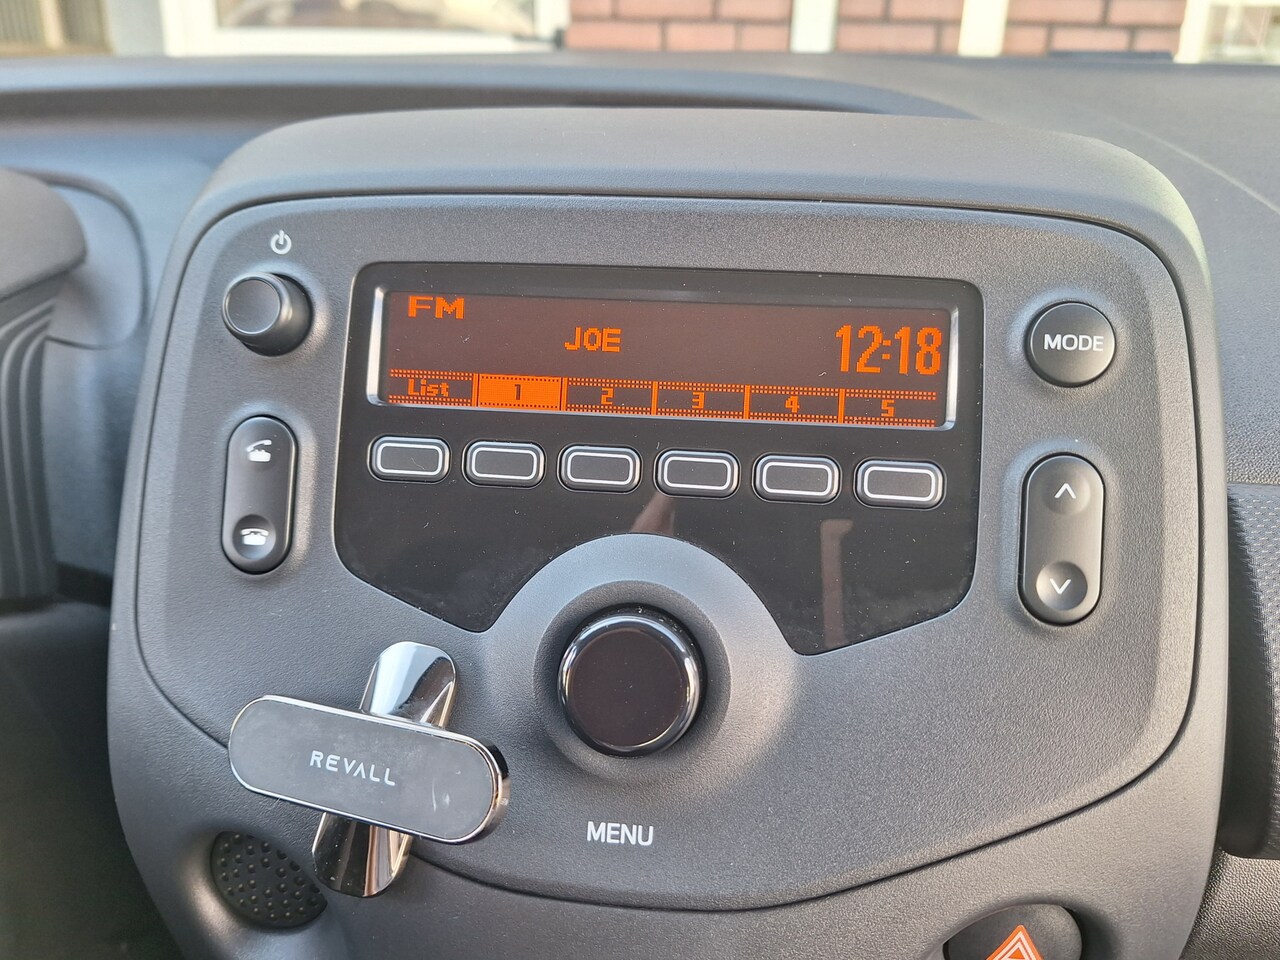 FM
JOE
12:18
List 1 2 3 4 5
MODE
REVALL
MENU